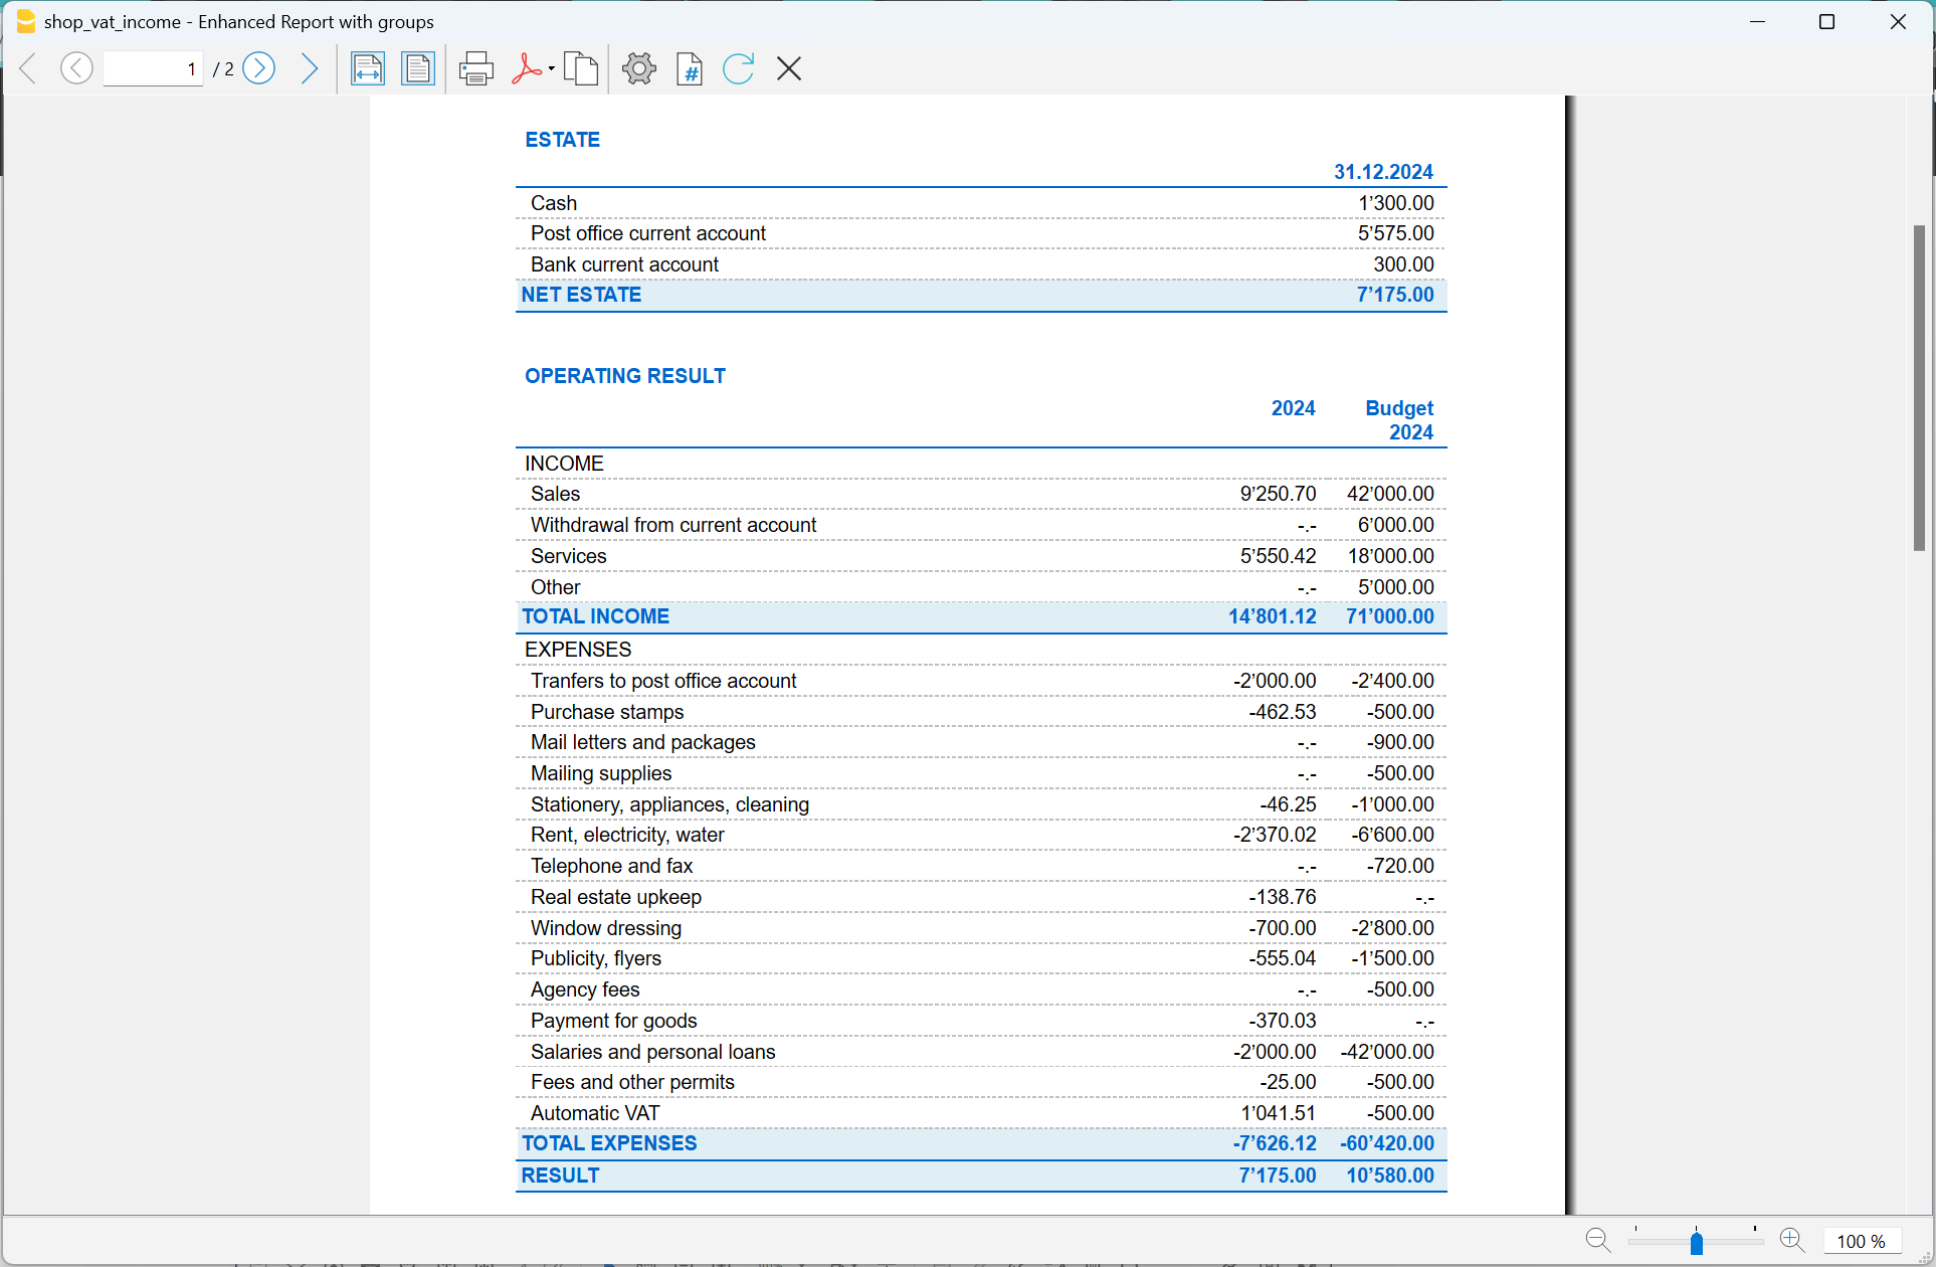 shop_vat_income - Enhanced Report with groups
1 / 2
ESTATE
31.12.2024
Cash 1’300.00
Post office current account 5’575.00
Bank current account 300.00
NET ESTATE 7’175.00
OPERATING RESULT
2024 Budget
2024
INCOME
Sales 9’250.70 42’000.00
Withdrawal from current account -.- 6’000.00
Services 5’550.42 18’000.00
Other -.- 5’000.00
TOTAL INCOME 14’801.12 71’000.00
EXPENSES
Tranfers to post office account -2’000.00 -2’400.00
Purchase stamps -462.53 -500.00
Mail letters and packages -.- -900.00
Mailing supplies -.- -500.00
Stationery, appliances, cleaning -46.25 -1’000.00
Rent, electricity, water -2’370.02 -6’600.00
Telephone and fax -.- -720.00
Real estate upkeep -138.76 -.-
Window dressing -700.00 -2’800.00
Publicity, flyers -555.04 -1’500.00
Agency fees -.- -500.00
Payment for goods -370.03 -.-
Salaries and personal loans -2’000.00 -42’000.00
Fees and other permits -25.00 -500.00
Automatic VAT 1’041.51 -500.00
TOTAL EXPENSES -7’626.12 -60’420.00
RESULT 7’175.00 10’580.00
100 %